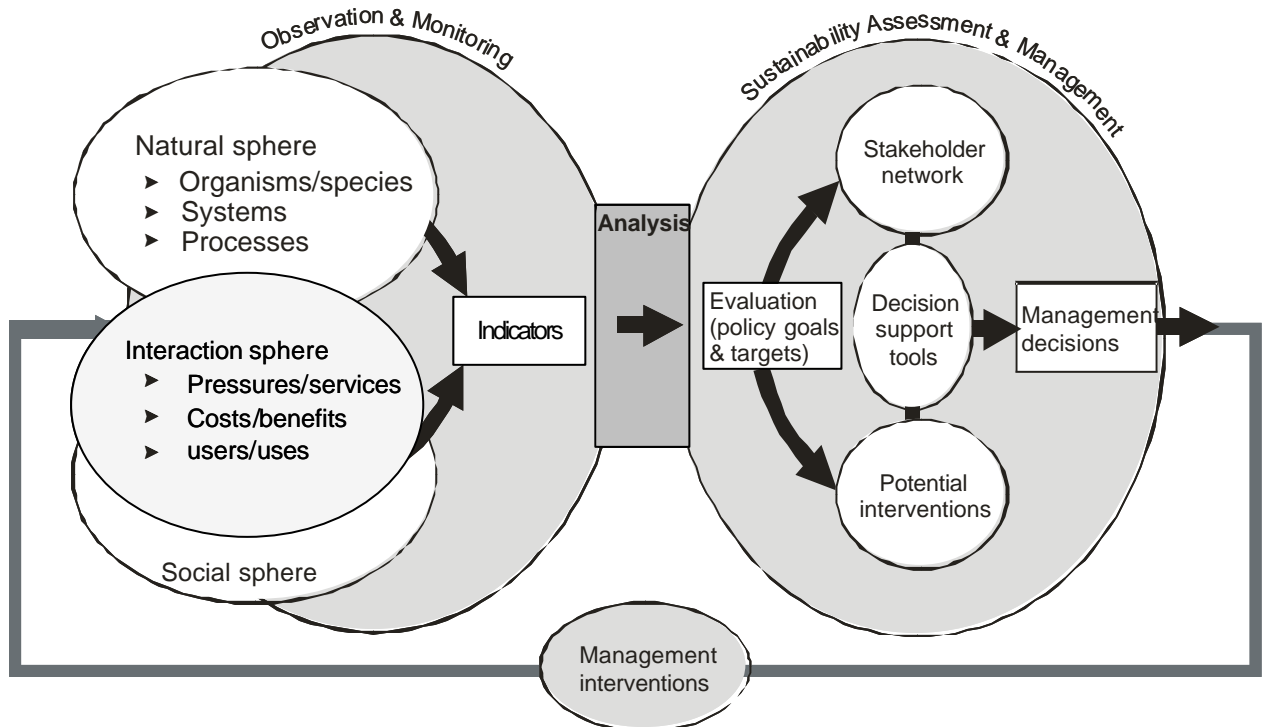 Observation & Monitoring
Natural sphere
➤ Organisms/species
➤ Systems
➤ Processes
Interaction sphere
➤ Pressures/services
➤ Costs/benefits
➤ users/uses
Social sphere
Indicators
Analysis
Sustainability Assessment & Management
Evaluation
(policy goals
& targets)
Stakeholder
network
Decision
support
tools
Potential
interventions
Management
decisions
Management
interventions